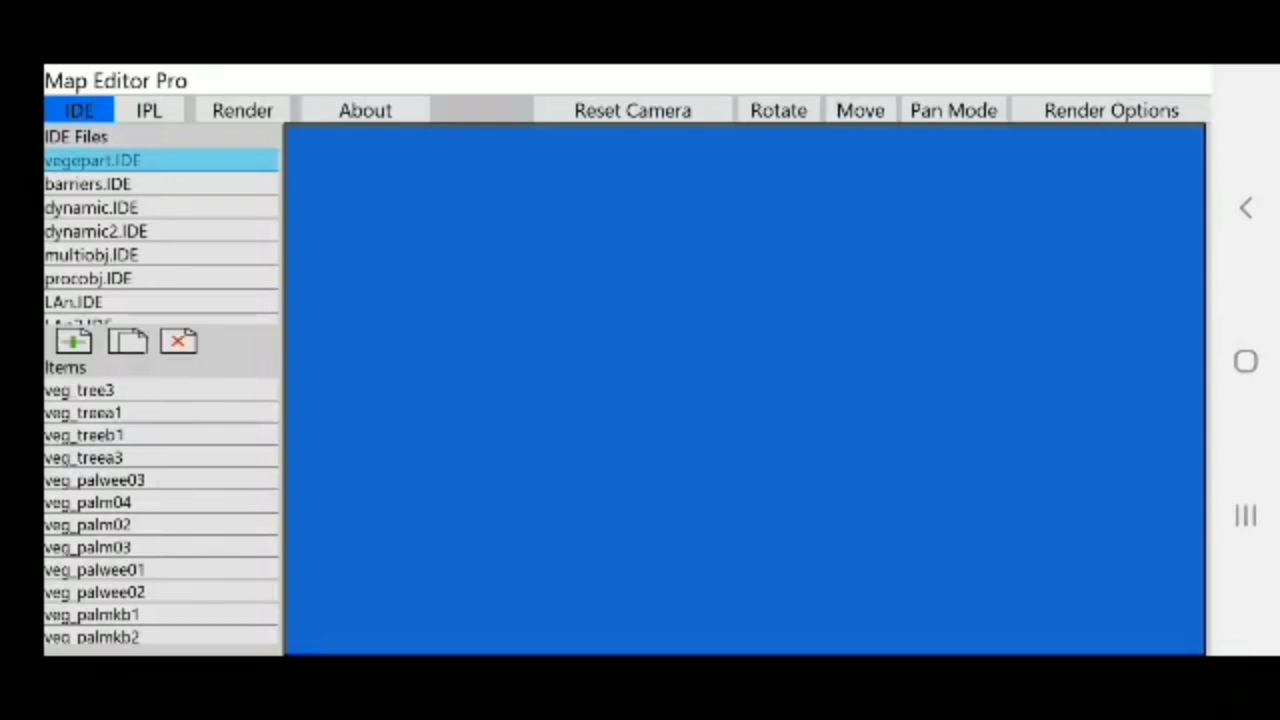 Map Editor Pro
IDE IPL Render About Reset Camera Rotate Move Pan Mode Render Options
IDE Files
vegepart.IDE
barriers.IDE
dynamic.IDE
dynamic2.IDE
multiobj.IDE
procobj.IDE
LAn.IDE
Items
veg_tree3
veg_treea1
veg_treeb1
veg_treea3
veg_palwee03
veg_palm04
veg_palm02
veg_palm03
veg_palwee01
veg_palwee02
veg_palmkb1
veg_palmkb2